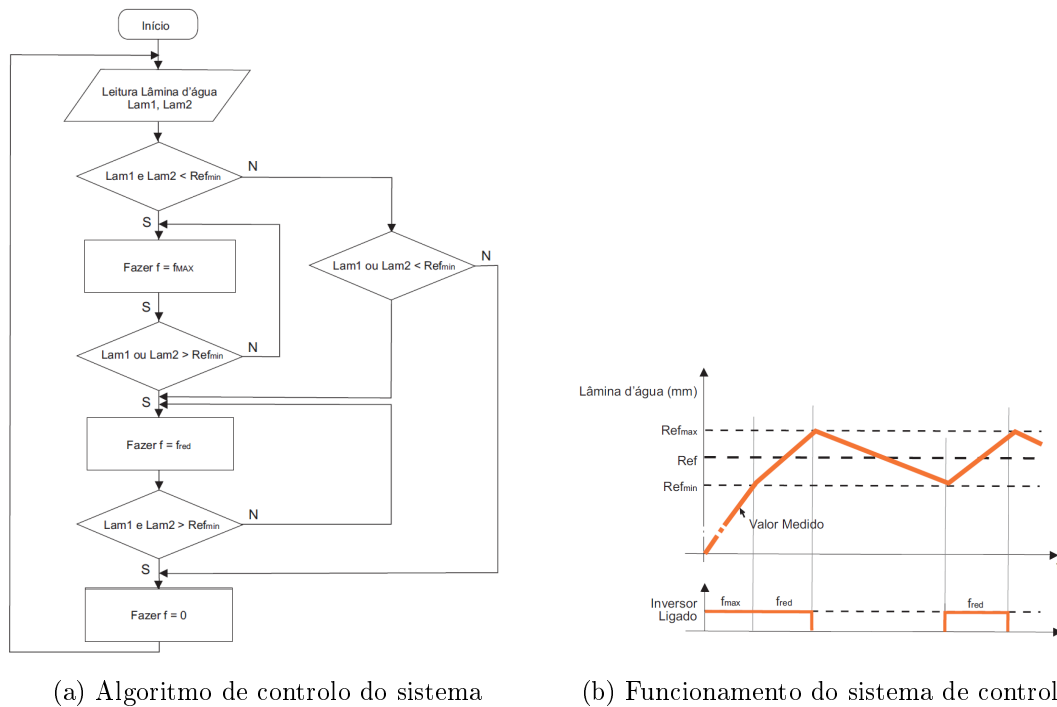 Início
Leitura Lâmina d'água
Lam1, Lam2
Lam1 e Lam2 < Refmin
N
S
Fazer f = fMAX
Lam1 ou Lam2 < Refmin
N
S
Lam1 ou Lam2 > Refmin
N
S
Fazer f = fred
Lam1 e Lam2 > Refmin
N
S
Fazer f = 0
Lâmina d'água (mm)
Refmax
Ref
Refmin
Valor Medido
Inversor
Ligado
fmax
fred
fred
(a) Algoritmo de controlo do sistema
(b) Funcionamento do sistema de control